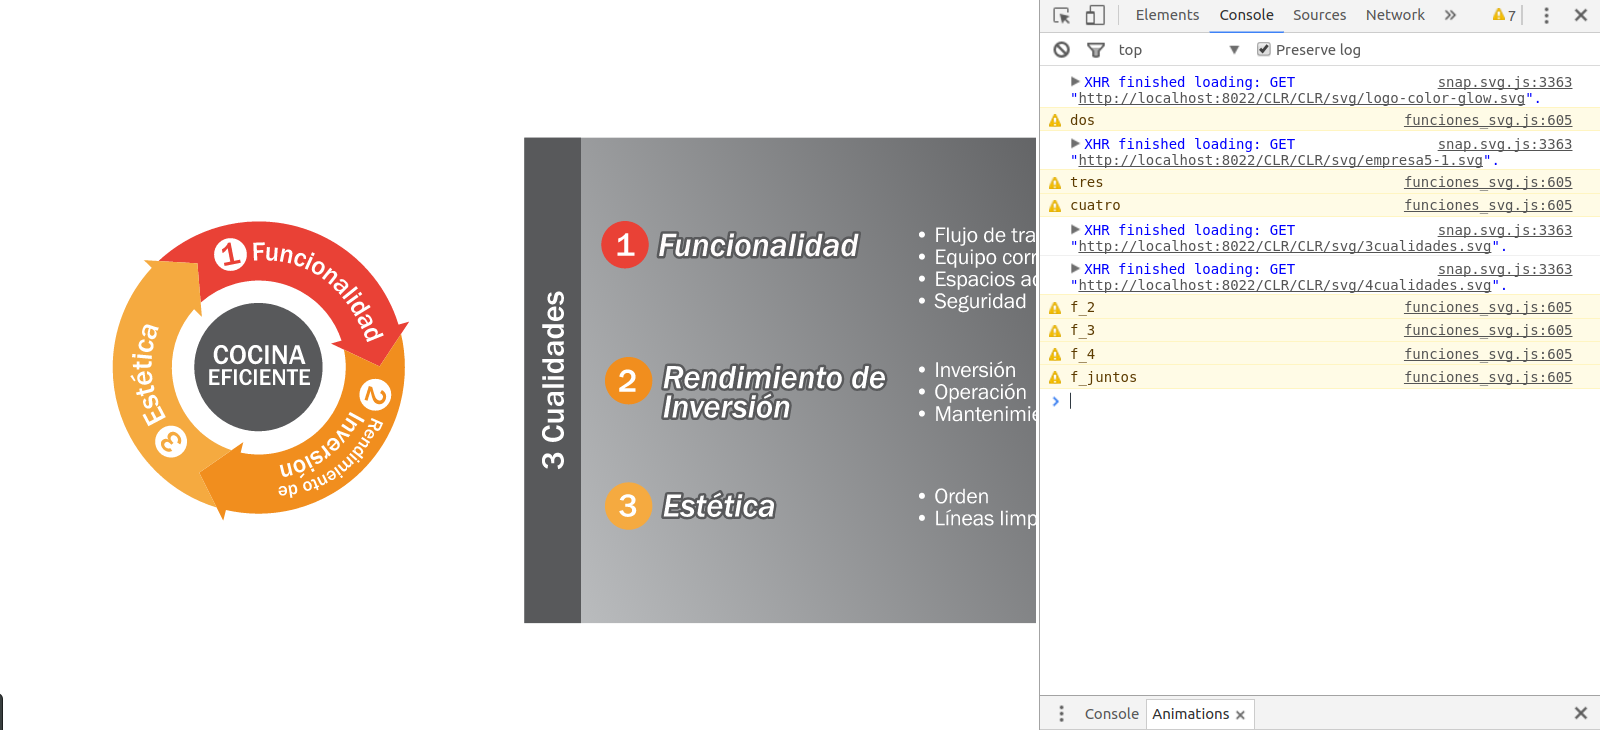 1 Funcionalidad
2 Rendimiento de
Inversión
3 Estética
COCINA
EFICIENTE
3 Cualidades
1 Funcionalidad
• Flujo de tra
• Equipo corr
• Espacios ad
• Seguridad
2 Rendimiento de
Inversión
• Inversión
• Operación
• Mantenimie
3 Estética
• Orden
• Líneas limp
Elements Console Sources Network » 7
top Preserve log
XHR finished loading: GET snap.svg.js:3363
"http://localhost:8022/CLR/CLR/svg/logo-color-glow.svg".
dos funciones_svg.js:605
XHR finished loading: GET snap.svg.js:3363
"http://localhost:8022/CLR/CLR/svg/empresa5-1.svg".
tres funciones_svg.js:605
cuatro funciones_svg.js:605
XHR finished loading: GET snap.svg.js:3363
"http://localhost:8022/CLR/CLR/svg/3cualidades.svg".
XHR finished loading: GET snap.svg.js:3363
"http://localhost:8022/CLR/CLR/svg/4cualidades.svg".
f_2 funciones_svg.js:605
f_3 funciones_svg.js:605
f_4 funciones_svg.js:605
f_juntos funciones_svg.js:605
Console Animations